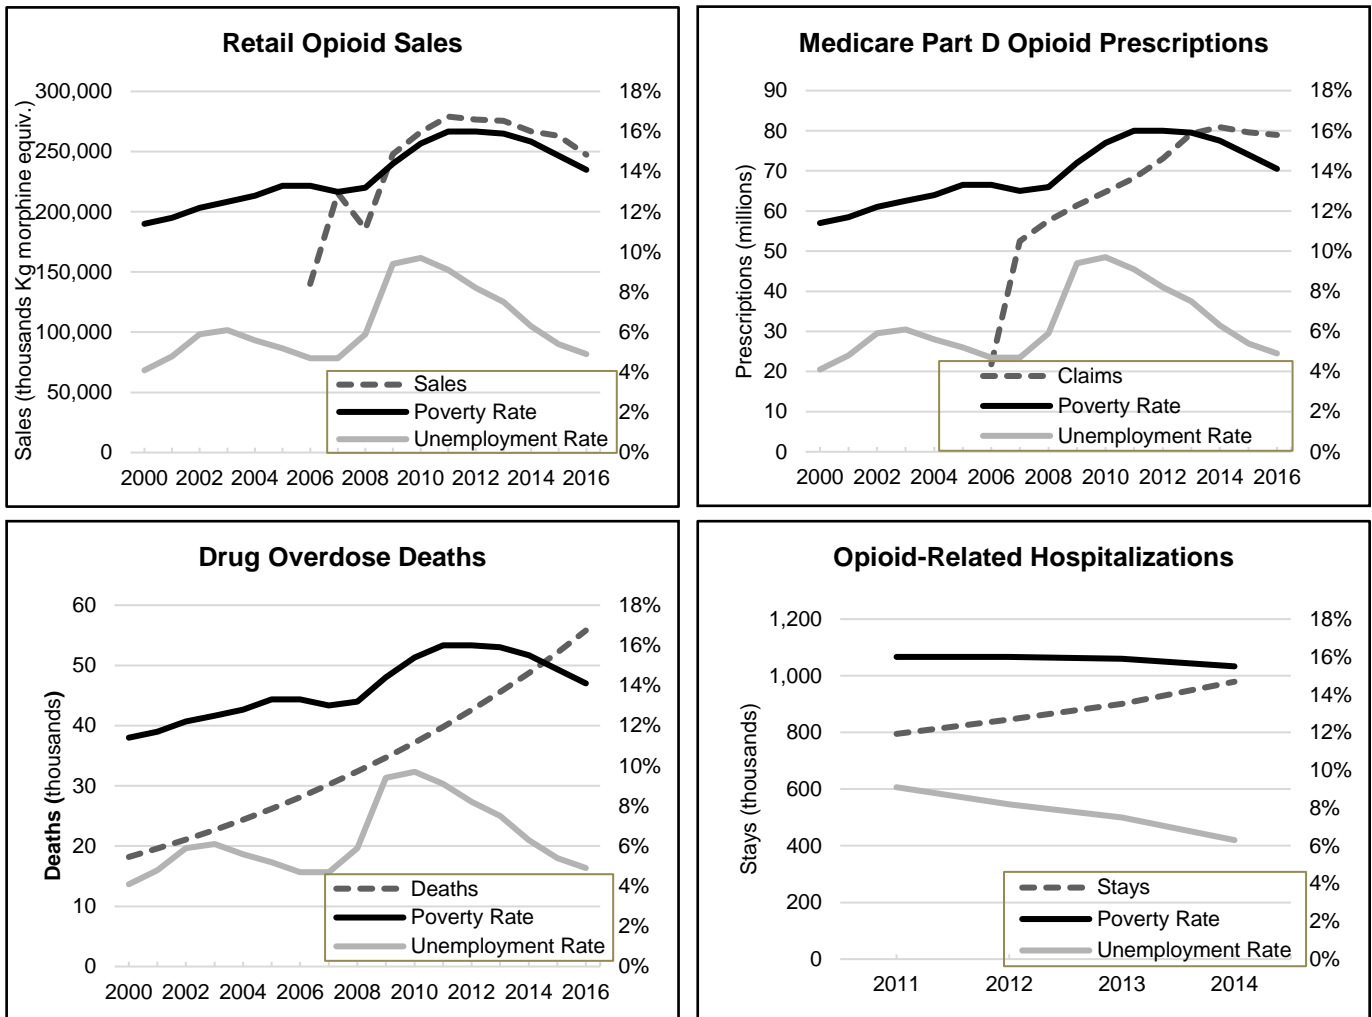 Retail Opioid Sales
Sales (thousands Kg morphine equiv.)
300,000
250,000
200,000
150,000
100,000
50,000
0
18%
16%
14%
12%
10%
8%
6%
4%
2%
0%
Sales
Poverty Rate
Unemployment Rate
2000 2002 2004 2006 2008 2010 2012 2014 2016
Medicare Part D Opioid Prescriptions
Prescriptions (millions)
90
80
70
60
50
40
30
20
10
0
18%
16%
14%
12%
10%
8%
6%
4%
2%
0%
Claims
Poverty Rate
Unemployment Rate
2000 2002 2004 2006 2008 2010 2012 2014 2016
Drug Overdose Deaths
Deaths (thousands)
60
50
40
30
20
10
0
18%
16%
14%
12%
10%
8%
6%
4%
2%
0%
Deaths
Poverty Rate
Unemployment Rate
2000 2002 2004 2006 2008 2010 2012 2014 2016
Opioid-Related Hospitalizations
Stays (thousands)
1,200
1,000
800
600
400
200
0
18%
16%
14%
12%
10%
8%
6%
4%
2%
0%
Stays
Poverty Rate
Unemployment Rate
2011 2012 2013 2014